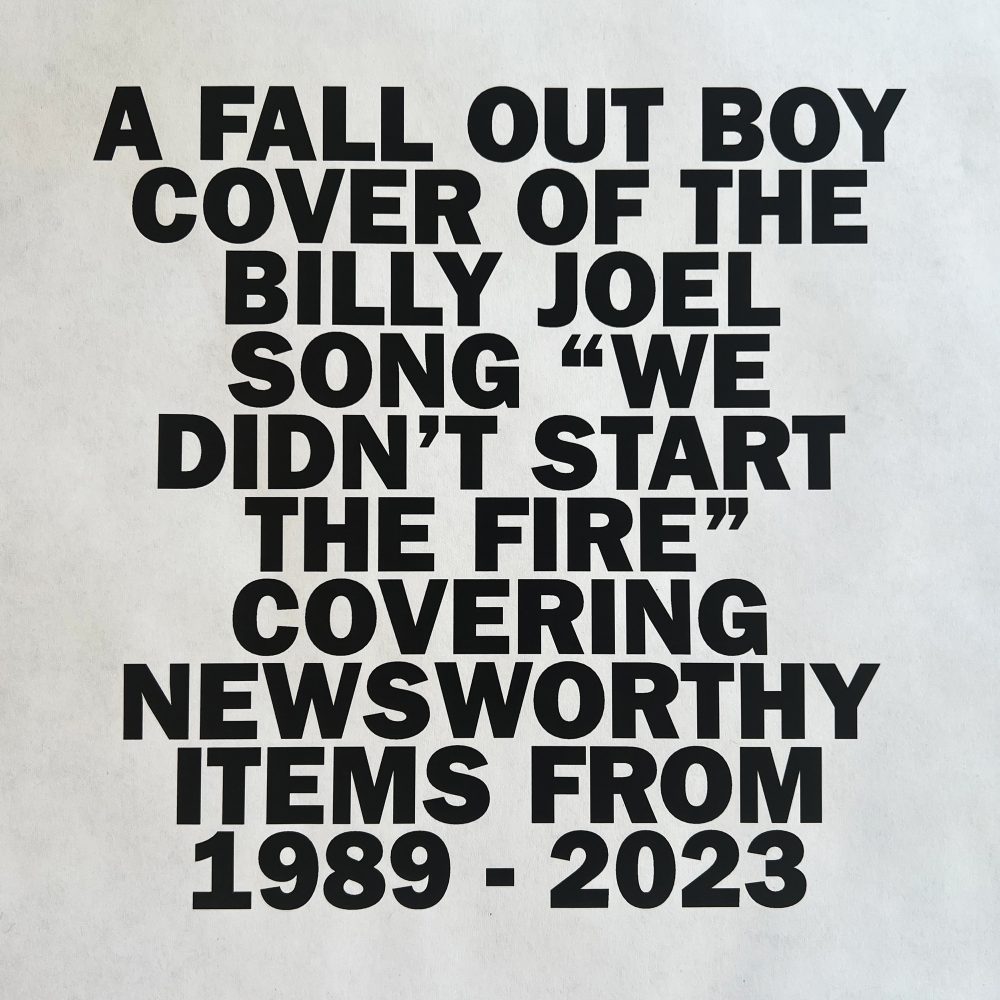 A FALL OUT BOY
COVER OF THE
BILLY JOEL
SONG “WE
DIDN’T START
THE FIRE”
COVERING
NEWSWORTHY
ITEMS FROM
1989 - 2023